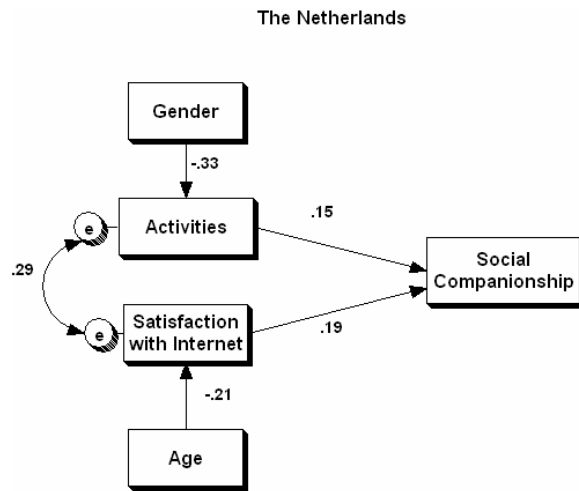 The Netherlands
Gender
-.33
e
Activities
.15
.29
Social
Companionship
e
Satisfaction
with Internet
.19
-.21
Age